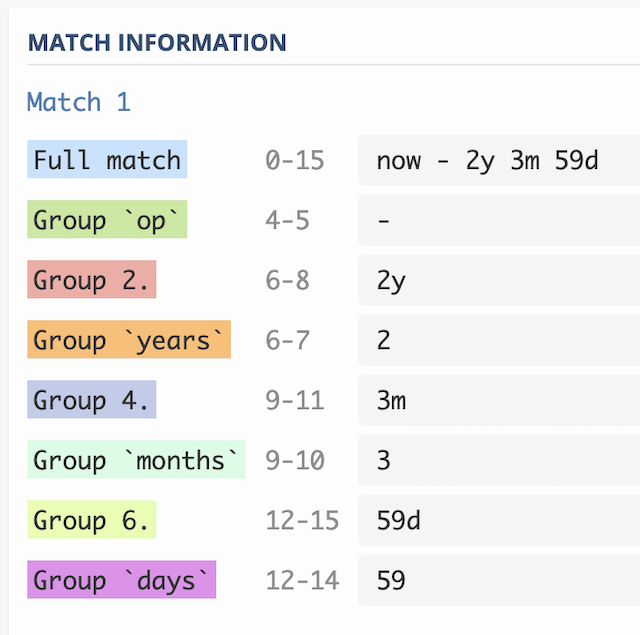 MATCH INFORMATION
Match 1
Full match 0-15 now - 2y 3m 59d
Group `op` 4-5 -
Group 2. 6-8 2y
Group `years` 6-7 2
Group 4. 9-11 3m
Group `months` 9-10 3
Group 6. 12-15 59d
Group `days` 12-14 59